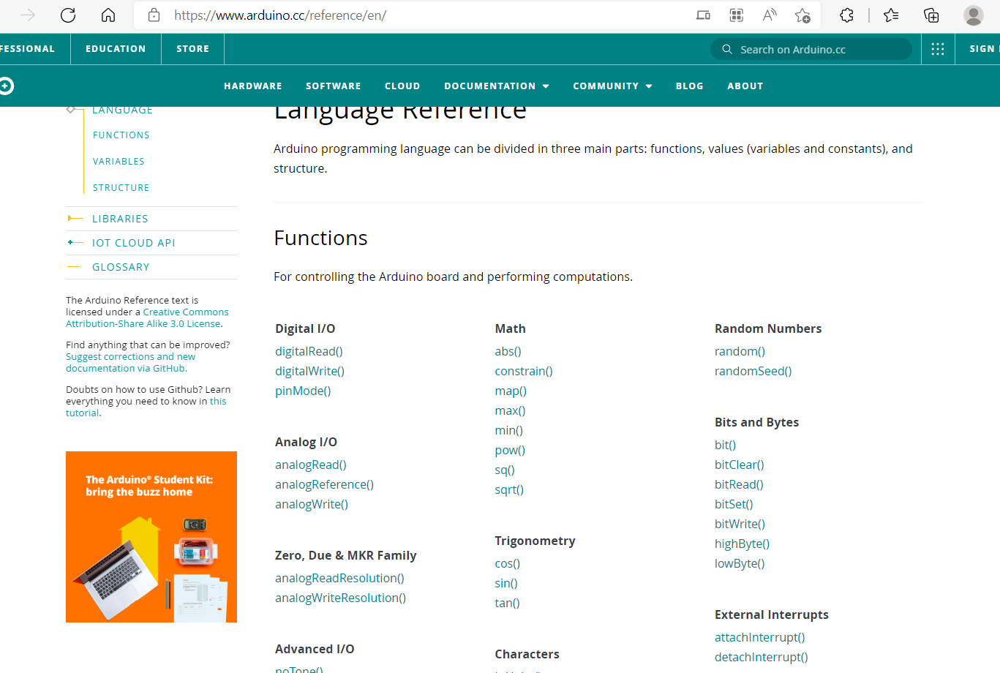 https://www.arduino.cc/reference/en/
FESSIONAL
EDUCATION
STORE
Search on Arduino.cc
SIGN
HARDWARE
SOFTWARE
CLOUD
DOCUMENTATION
COMMUNITY
BLOG
ABOUT
LANGUAGE
FUNCTIONS
VARIABLES
STRUCTURE
LIBRARIES
IOT CLOUD API
GLOSSARY
The Arduino Reference text is
licensed under a Creative Commons
Attribution-Share Alike 3.0 License.
Find anything that can be improved?
Suggest corrections and new
documentation via GitHub.
Doubts on how to use Github? Learn
everything you need to know in this
tutorial.
The Arduino® Student Kit:
bring the buzz home
Language Reference
Arduino programming language can be divided in three main parts: functions, values (variables and constants), and
structure.
Functions
For controlling the Arduino board and performing computations.
Digital I/O
digitalRead()
digitalWrite()
pinMode()
Analog I/O
analogRead()
analogReference()
analogWrite()
Zero, Due & MKR Family
analogReadResolution()
analogWriteResolution()
Advanced I/O
noTone()
Math
abs()
constrain()
map()
max()
min()
pow()
sq()
sqrt()
Trigonometry
cos()
sin()
tan()
Characters
Random Numbers
random()
randomSeed()
Bits and Bytes
bit()
bitClear()
bitRead()
bitSet()
bitWrite()
highByte()
lowByte()
External Interrupts
attachInterrupt()
detachInterrupt()